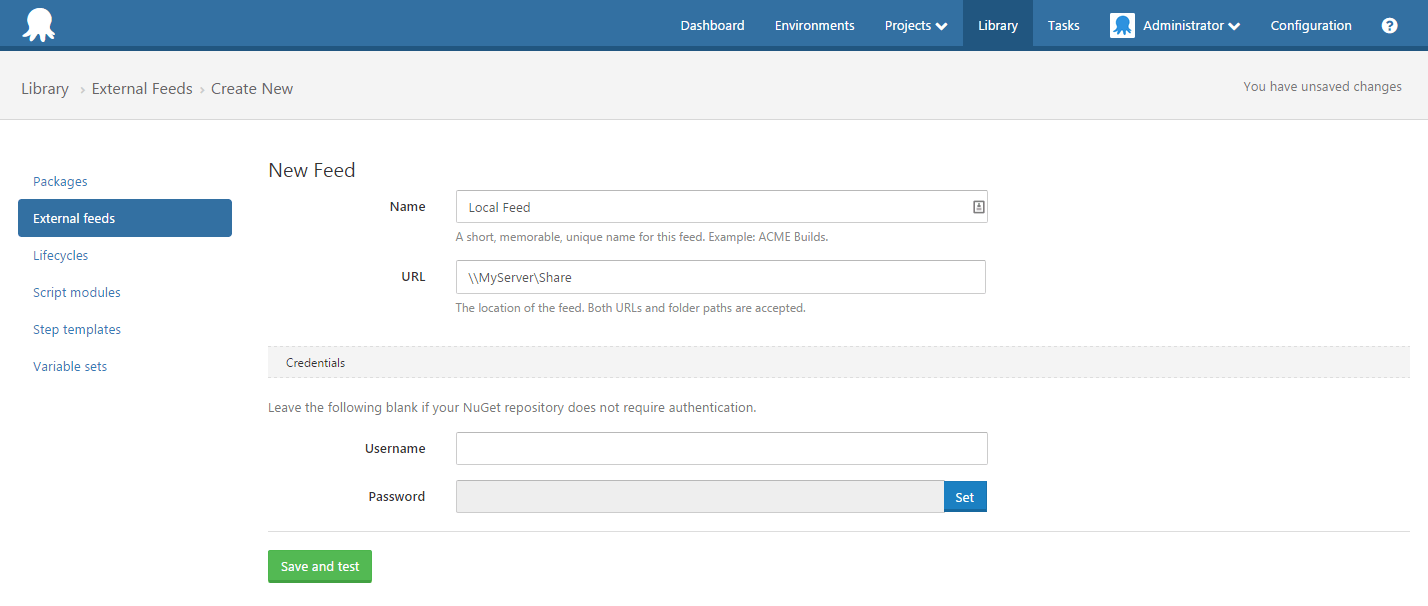 Dashboard Environments Projects Library Tasks Administrator Configuration ?
Library › External Feeds › Create New You have unsaved changes
Packages
External feeds
Lifecycles
Script modules
Step templates
Variable sets
New Feed
Name Local Feed
A short, memorable, unique name for this feed. Example: ACME Builds.
URL \\MyServer\Share
The location of the feed. Both URLs and folder paths are accepted.
Credentials
Leave the following blank if your NuGet repository does not require authentication.
Username
Password Set
Save and test